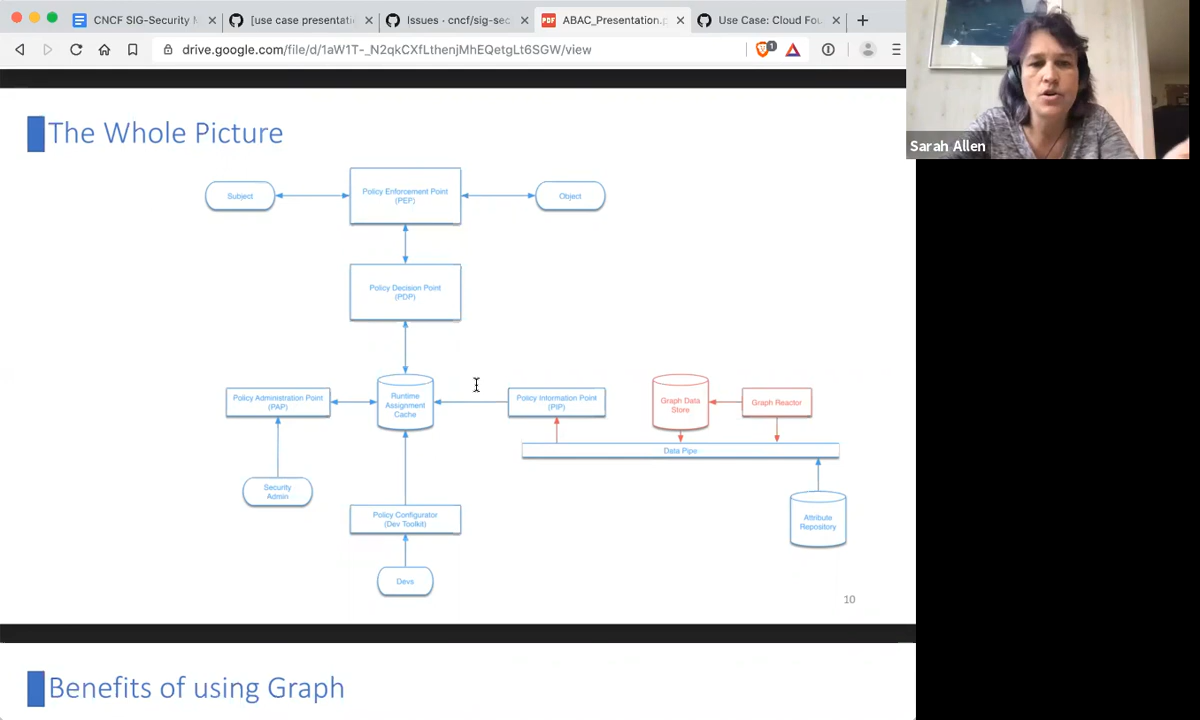 CNCF SIG-Security M
[use case presentati
Issues · cncf/sig-sec
PDF ABAC_Presentation.p
Use Case: Cloud Fou
drive.google.com/file/d/1aW1T-_N2qkCXfLthenjMhEQetgLt6SGW/view
1
Sarah Allen
The Whole Picture
Subject
Policy Enforcement Point
(PEP)
Object
Policy Decision Point
(PDP)
Policy Administration Point
(PAP)
Runtime
Assignment
Cache
Policy Information Point
(PIP)
Graph Data
Store
Graph Reactor
Data Pipe
Security
Admin
Policy Configurator
(Dev Toolkit)
Attribute
Repository
Devs
10
Benefits of using Graph